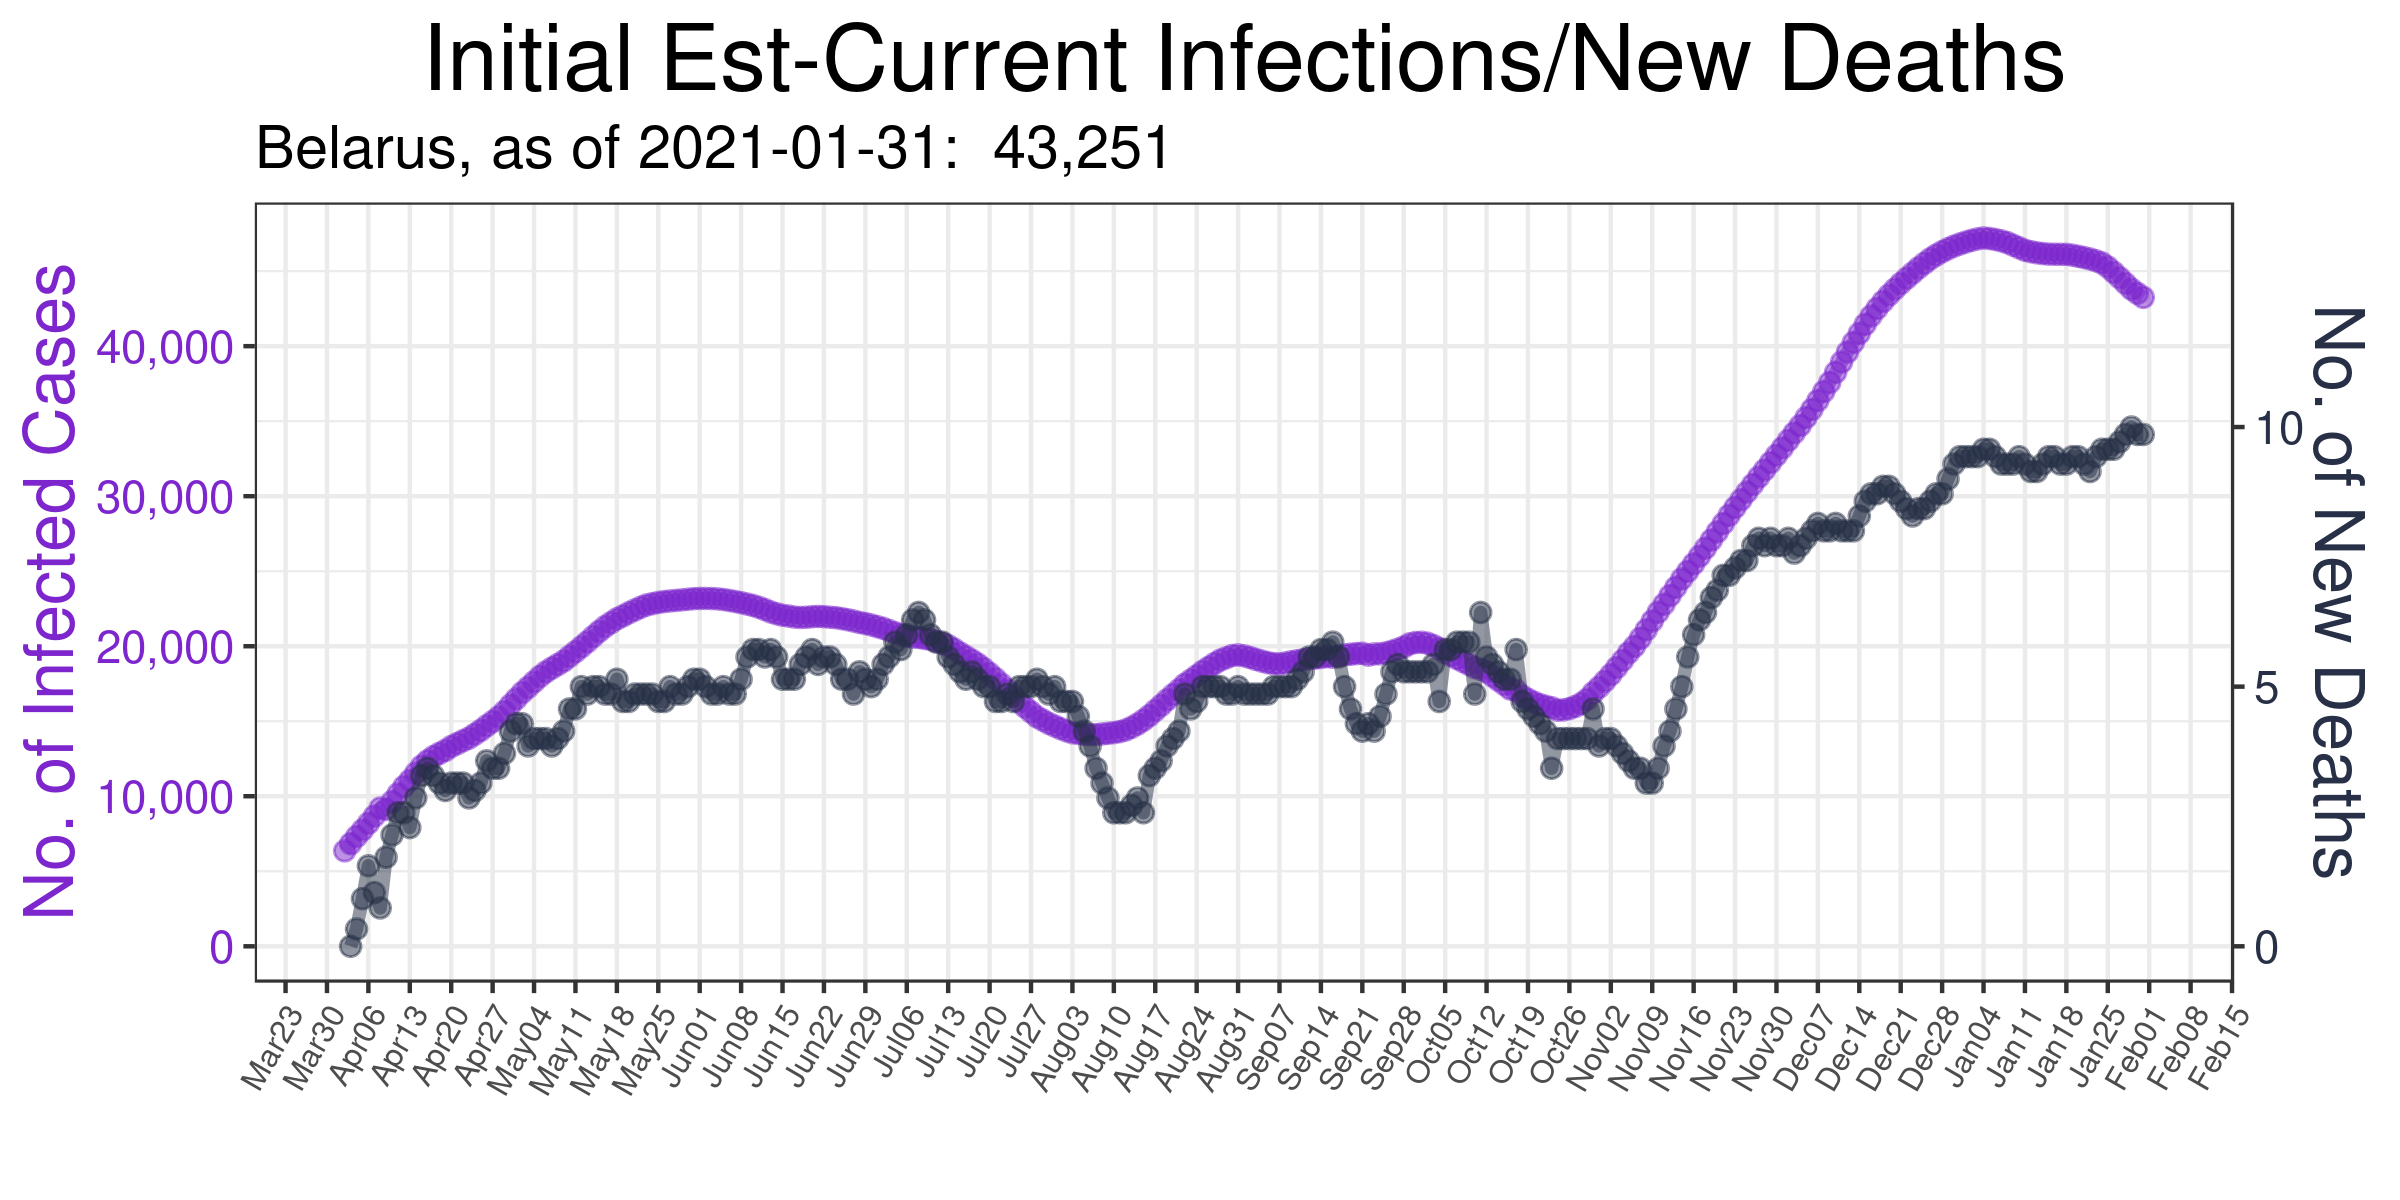 Initial Est-Current Infections/New Deaths
Belarus, as of 2021-01-31:  43,251
No. of Infected Cases
40,000
30,000
20,000
10,000
0
No. of New Deaths
10
5
0
Mar23
Mar30
Apr06
Apr13
Apr20
Apr27
May04
May11
May18
May25
Jun01
Jun08
Jun15
Jun22
Jun29
Jul06
Jul13
Jul20
Jul27
Aug03
Aug10
Aug17
Aug24
Aug31
Sep07
Sep14
Sep21
Sep28
Oct05
Oct12
Oct19
Oct26
Nov02
Nov09
Nov16
Nov23
Nov30
Dec07
Dec14
Dec21
Dec28
Jan04
Jan11
Jan18
Jan25
Feb01
Feb08
Feb15